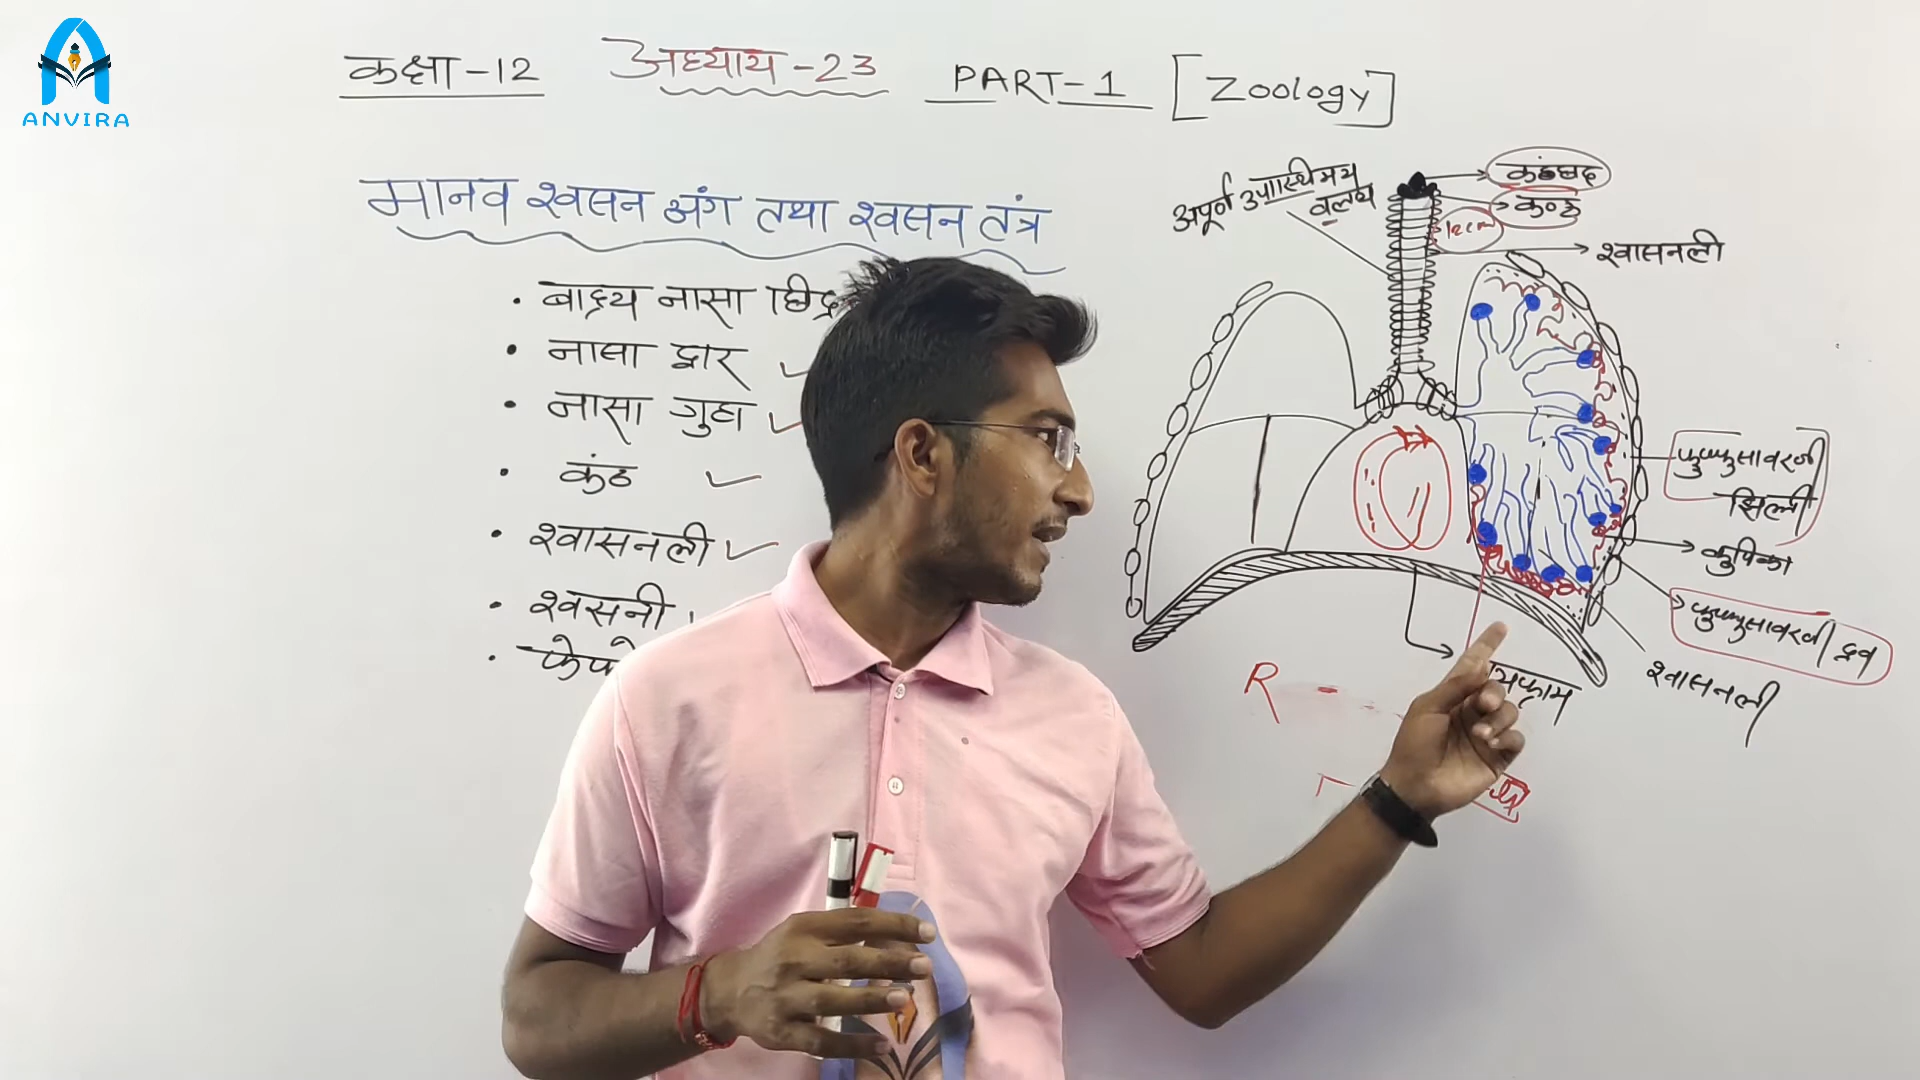 ANVIRA
कक्षा-12 अध्याय-23 PART-1 [Zoology]
मानव श्वसन अंग तथा श्वसन तंत्र
• बाह्य नासा छिद्र
• नासा द्वार ✓
• नासा गुहा ✓
• कंठ ✓
• श्वासनली ✓
• श्वसनी
• फेफ
अपूर्ण उपास्थिमय
वलय
कंठच्छद
कण्ठ
12cm
श्वासनली
फुफ्फुसावरणी
झिल्ली
कुपिका
फुफ्फुसावरणी द्रव
श्वासनली
R -